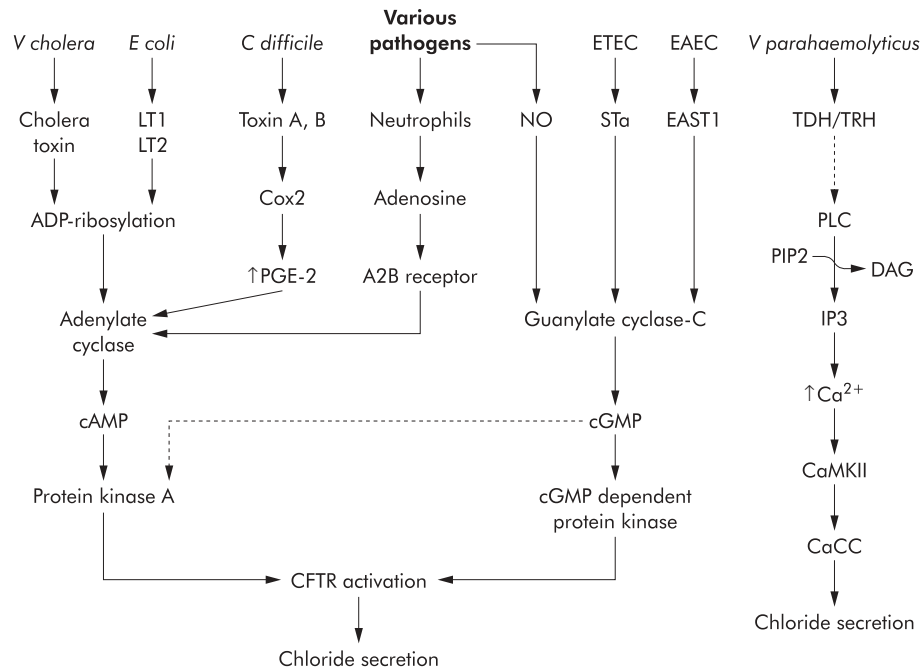 Various
pathogens
V cholera
E coli
C difficile
ETEC
EAEC
V parahaemolyticus
Cholera
toxin
LT1
LT2
Toxin A, B
Neutrophils
NO
STa
EAST1
TDH/TRH
Cox2
Adenosine
ADP-ribosylation
PLC
PIP2
DAG
↑PGE-2
A2B receptor
Adenylate
cyclase
Guanylate cyclase-C
IP3
↑Ca²⁺
cAMP
cGMP
CaMKII
Protein kinase A
cGMP dependent
protein kinase
CaCC
CFTR activation
Chloride secretion
Chloride secretion